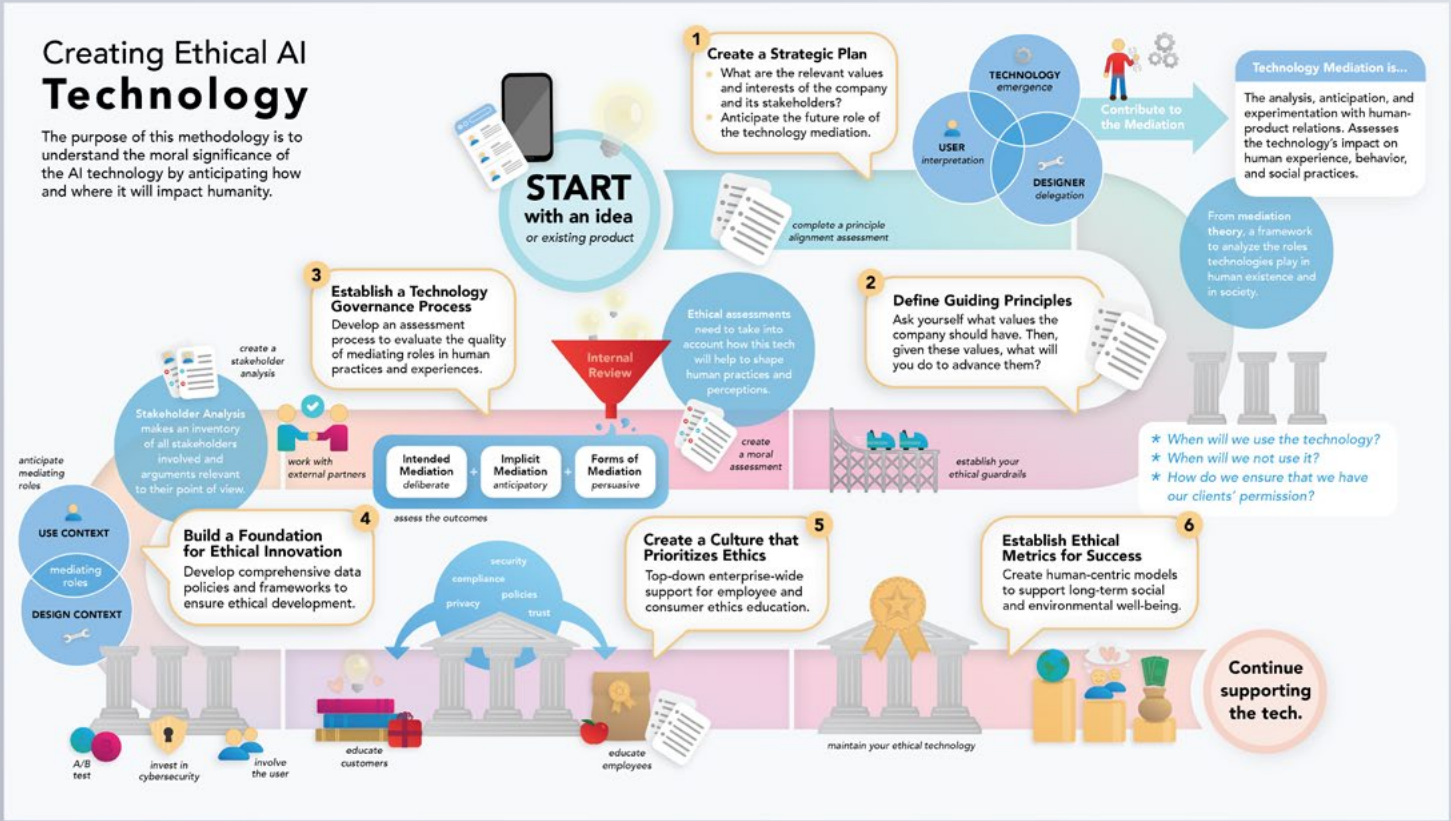 Creating Ethical AI
Technology
The purpose of this methodology is to
understand the moral significance of
the AI technology by anticipating how
and where it will impact humanity.
START
with an idea
or existing product
1
Create a Strategic Plan
What are the relevant values
and interests of the company
and its stakeholders?
Anticipate the future role of
the technology mediation.
complete a principle
alignment assessment
TECHNOLOGY
emergence
USER
interpretation
DESIGNER
delegation
Contribute to
the Mediation
Technology Mediation is...
The analysis, anticipation, and
experimentation with human-
product relations. Assesses
the technology's impact on
human experience, behavior,
and social practices.
From mediation
theory, a framework
to analyze the roles
technologies play in
human existence and
in society.
2
Define Guiding Principles
Ask yourself what values the
company should have. Then,
given these values, what will
you do to advance them?
* When will we use the technology?
* When will we not use it?
* How do we ensure that we have
our clients' permission?
establish your
ethical guardrails
Ethical assessments
need to take into
account how this tech
will help to shape
human practices and
perceptions.
create
a moral
assessment
Internal
Review
3
Establish a Technology
Governance Process
Develop an assessment
process to evaluate the quality
of mediating roles in human
practices and experiences.
Intended
Mediation
deliberate
+
Implicit
Mediation
anticipatory
+
Forms of
Mediation
persuasive
assess the outcomes
work with
external partners
create a
stakeholder
analysis
Stakeholder Analysis
makes an inventory
of all stakeholders
involved and
arguments relevant
to their point of view.
anticipate
mediating
roles
USE CONTEXT
mediating
roles
DESIGN CONTEXT
4
Build a Foundation
for Ethical Innovation
Develop comprehensive data
policies and frameworks to
ensure ethical development.
A/B
test
invest in
cybersecurity
involve
the user
security
compliance
policies
privacy
trust
educate
customers
educate
employees
5
Create a Culture that
Prioritizes Ethics
Top-down enterprise-wide
support for employee and
consumer ethics education.
maintain your ethical technology
6
Establish Ethical
Metrics for Success
Create human-centric models
to support long-term social
and environmental well-being.
Continue
supporting
the tech.